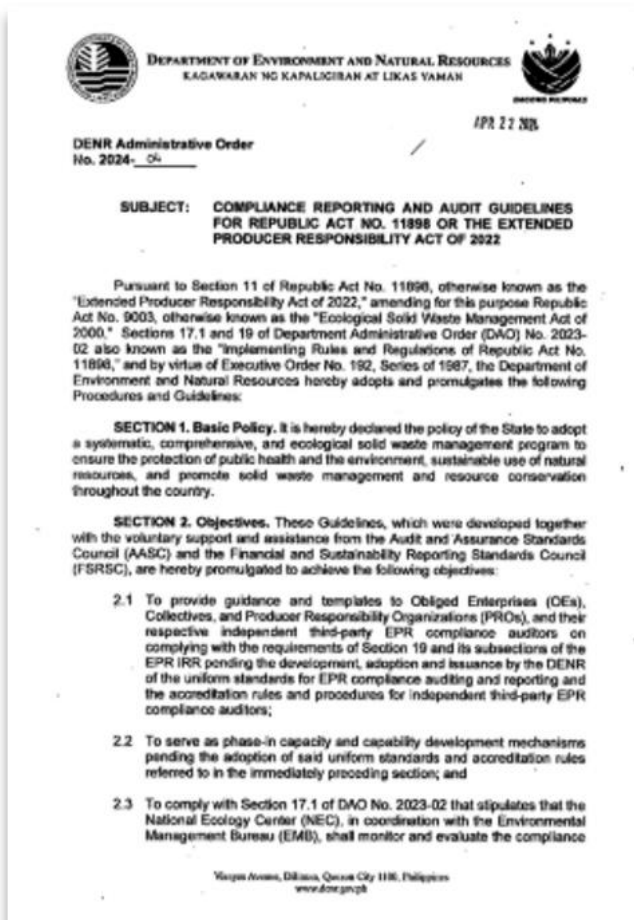 DEPARTMENT OF ENVIRONMENT AND NATURAL RESOURCES
KAGAWARAN NG KAPALIGIRAN AT LIKAS YAMAN
APR 22 2024
DENR Administrative Order
No. 2024- 04
SUBJECT: COMPLIANCE REPORTING AND AUDIT GUIDELINES
FOR REPUBLIC ACT NO. 11898 OR THE EXTENDED
PRODUCER RESPONSIBILITY ACT OF 2022
Pursuant to Section 11 of Republic Act No. 11898, otherwise known as the
"Extended Producer Responsibility Act of 2022," amending for this purpose Republic
Act No. 9003, otherwise known as the "Ecological Solid Waste Management Act of
2000," Sections 17.1 and 19 of Department Administrative Order (DAO) No. 2023-
02 also known as the "Implementing Rules and Regulations of Republic Act No.
11898," and by virtue of Executive Order No. 192, Series of 1987, the Department of
Environment and Natural Resources hereby adopts and promulgates the following
Procedures and Guidelines:
SECTION 1. Basic Policy. It is hereby declared the policy of the State to adopt
a systematic, comprehensive, and ecological solid waste management program to
ensure the protection of public health and the environment, sustainable use of natural
resources, and promote solid waste management and resource conservation
throughout the country.
SECTION 2. Objectives. These Guidelines, which were developed together
with the voluntary support and assistance from the Audit and Assurance Standards
Council (AASC) and the Financial and Sustainability Reporting Standards Council
(FSRSC), are hereby promulgated to achieve the following objectives:
2.1 To provide guidance and templates to Obliged Enterprises (OEs),
Collectives, and Producer Responsibility Organizations (PROs), and their
respective independent third-party EPR compliance auditors on
complying with the requirements of Section 19 and its subsections of the
EPR IRR pending the development, adoption and issuance by the DENR
of the uniform standards for EPR compliance auditing and reporting and
the accreditation rules and procedures for independent third-party EPR
compliance auditors;
2.2 To serve as phase-in capacity and capability development mechanisms
pending the adoption of said uniform standards and accreditation rules
referred to in the immediately preceding section; and
2.3 To comply with Section 17.1 of DAO No. 2023-02 that stipulates that the
National Ecology Center (NEC), in coordination with the Environmental
Management Bureau (EMB), shall monitor and evaluate the compliance
Visayas Avenue, Diliman, Quezon City 1100, Philippines
www.denr.gov.ph